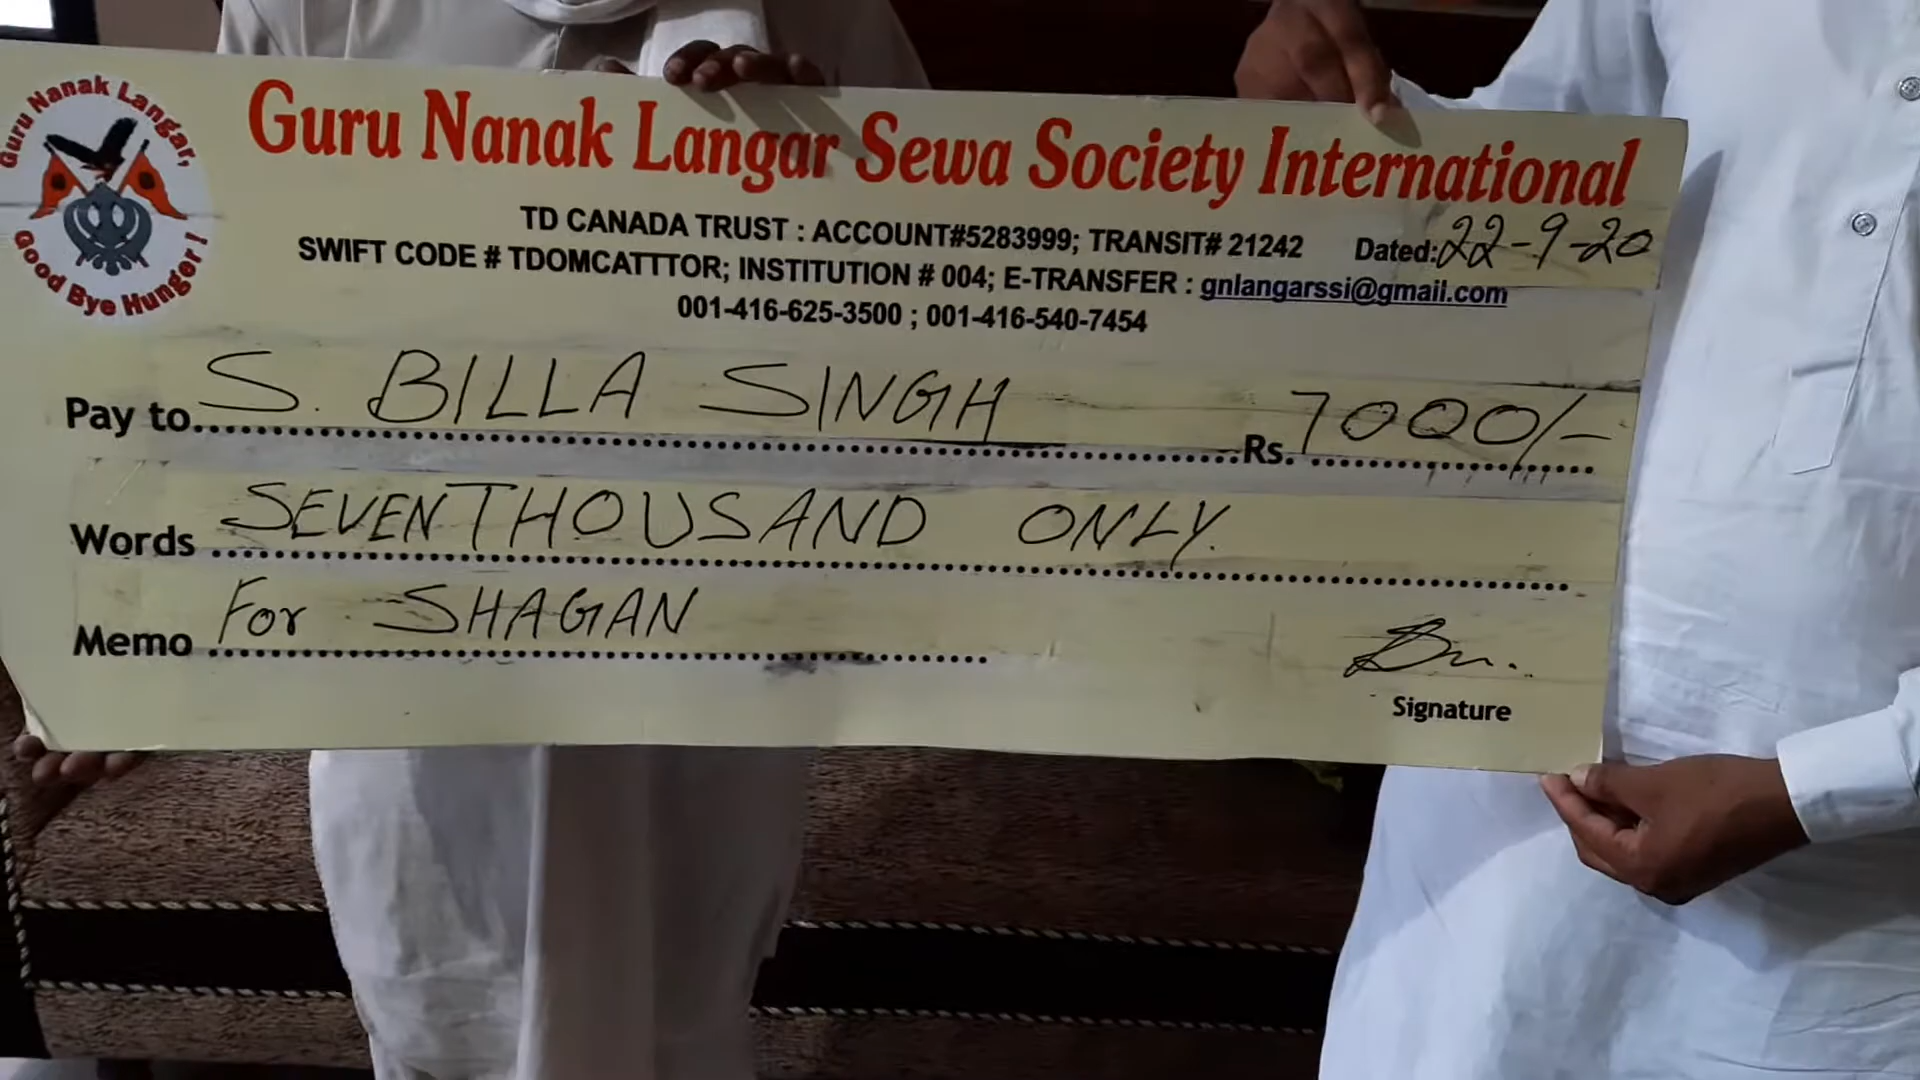 Guru Nanak Langar,
Good Bye Hunger!
Guru Nanak Langar Sewa Society International
TD CANADA TRUST : ACCOUNT#5283999; TRANSIT# 21242
Dated: 22-9-20
SWIFT CODE # TDOMCATTTOR; INSTITUTION # 004; E-TRANSFER : gnlangarssi@gmail.com
001-416-625-3500 ; 001-416-540-7454
Pay to S. BILLA SINGH Rs. 7000/-
Words SEVEN THOUSAND ONLY.
Memo For SHAGAN
Signature